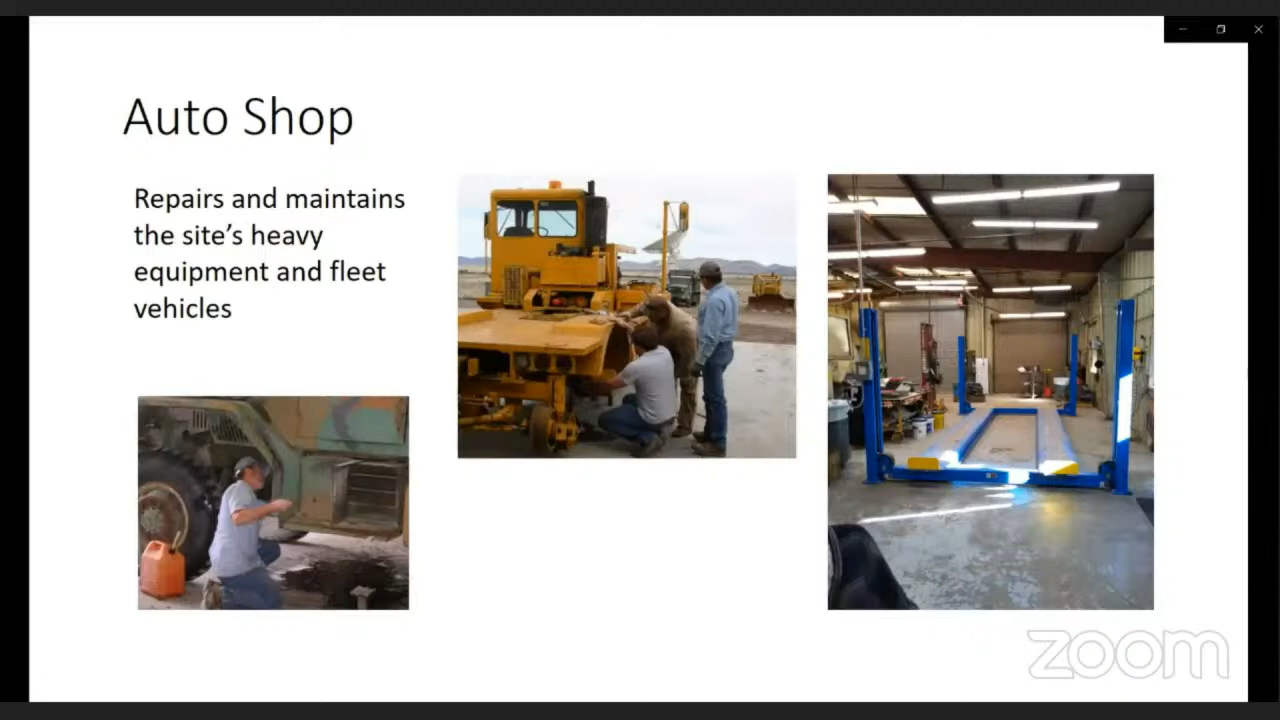 Auto Shop
Repairs and maintains
the site’s heavy
equipment and fleet
vehicles
zoom